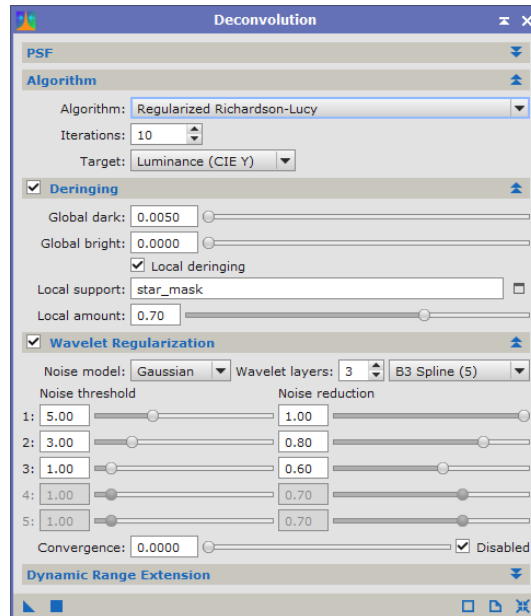 Deconvolution
PSF
Algorithm
Algorithm: Regularized Richardson-Lucy
Iterations: 10
Target: Luminance (CIE Y)
Deringing
Global dark: 0.0050
Global bright: 0.0000
Local deringing
Local support: star_mask
Local amount: 0.70
Wavelet Regularization
Noise model: Gaussian Wavelet layers: 3 B3 Spline (5)
Noise threshold Noise reduction
1: 5.00 1.00
2: 3.00 0.80
3: 1.00 0.60
4: 1.00 0.70
5: 1.00 0.70
Convergence: 0.0000 Disabled
Dynamic Range Extension